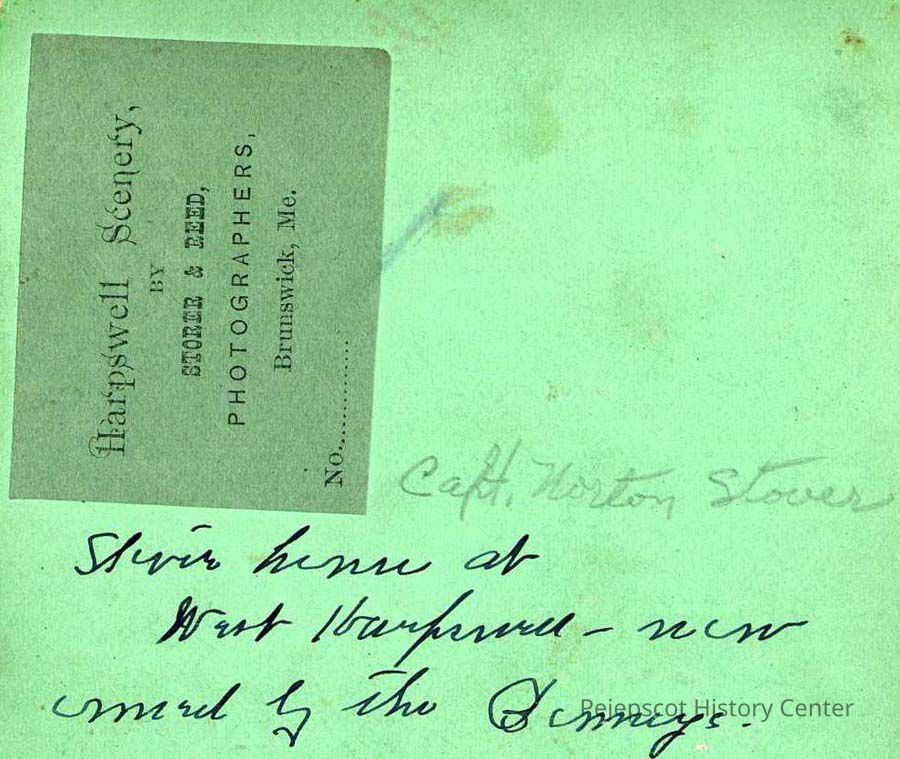 Harpswell Scenery,
BY
STORER & REED,
PHOTOGRAPHERS,
Brunswick, Me.
No..............
Capt. Norton Stover
Stover house at
West Harpswell – now
owned by the
Pejepscot History Center